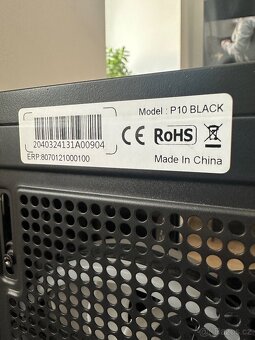 Model : P10 BLACK
2040324131A00904
CE RoHS
ERP:8070121000100
Made In China